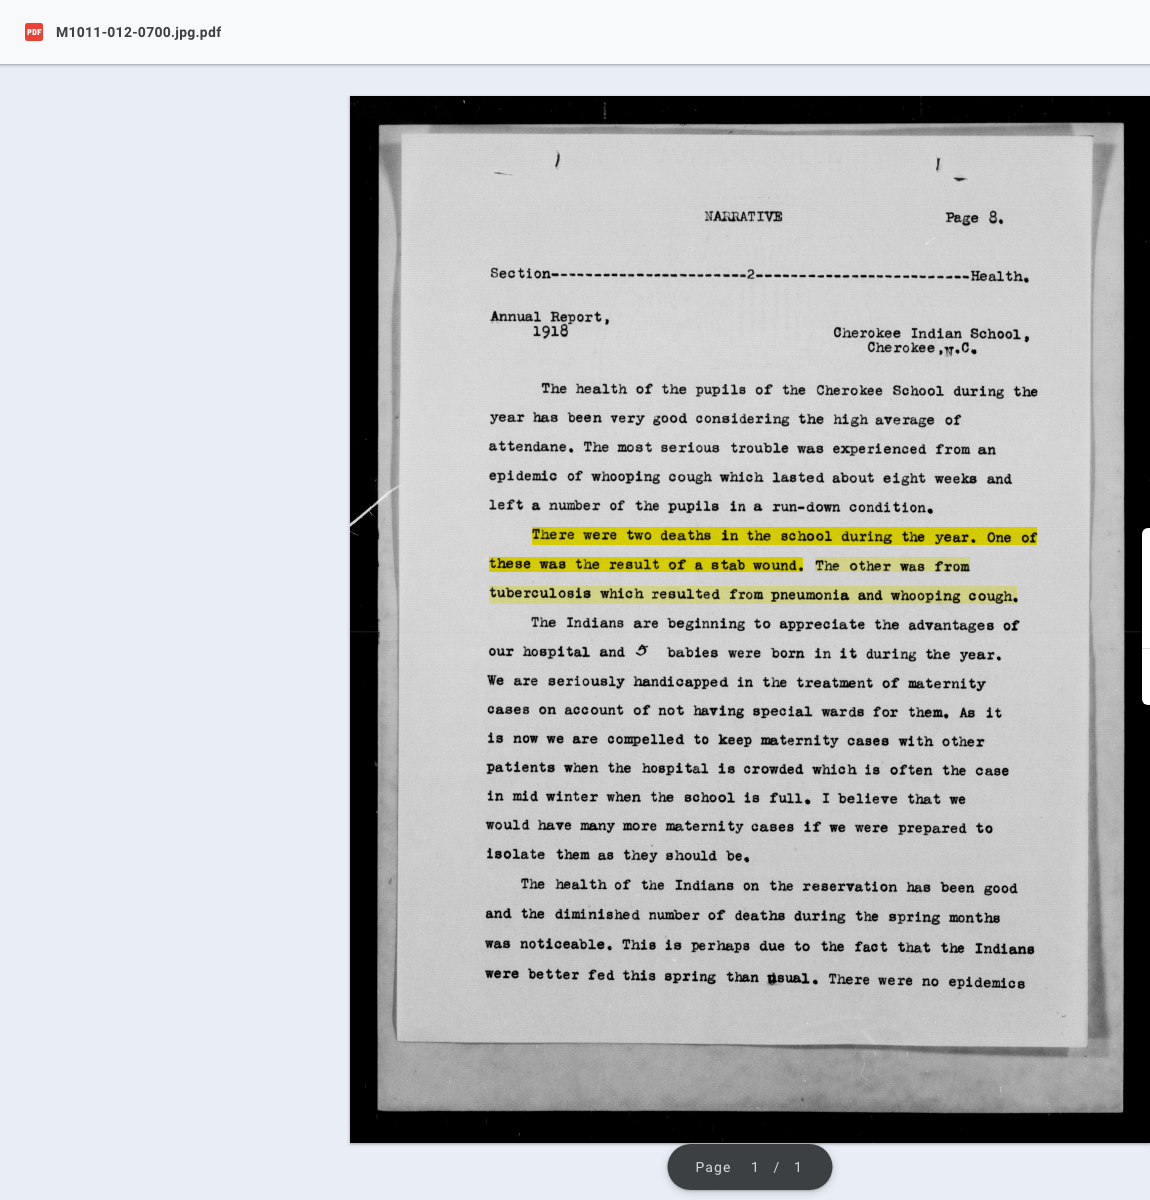 PDF M1011-012-0700.jpg.pdf
NARRATIVE Page 8.
Section-----------------------2-------------------------Health.
Annual Report,
1918
Cherokee Indian School,
Cherokee,N.C.
The health of the pupils of the Cherokee School during the
year has been very good considering the high average of
attendane. The most serious trouble was experienced from an
epidemic of whooping cough which lasted about eight weeks and
left a number of the pupils in a run-down condition.
There were two deaths in the school during the year. One of
these was the result of a stab wound. The other was from
tuberculosis which resulted from pneumonia and whooping cough.
The Indians are beginning to appreciate the advantages of
our hospital and 5 babies were born in it during the year.
We are seriously handicapped in the treatment of maternity
cases on account of not having special wards for them. As it
is now we are compelled to keep maternity cases with other
patients when the hospital is crowded which is often the case
in mid winter when the school is full. I believe that we
would have many more maternity cases if we were prepared to
isolate them as they should be.
The health of the Indians on the reservation has been good
and the diminished number of deaths during the spring months
was noticeable. This is perhaps due to the fact that the Indians
were better fed this spring than usual. There were no epidemics
Page 1 / 1